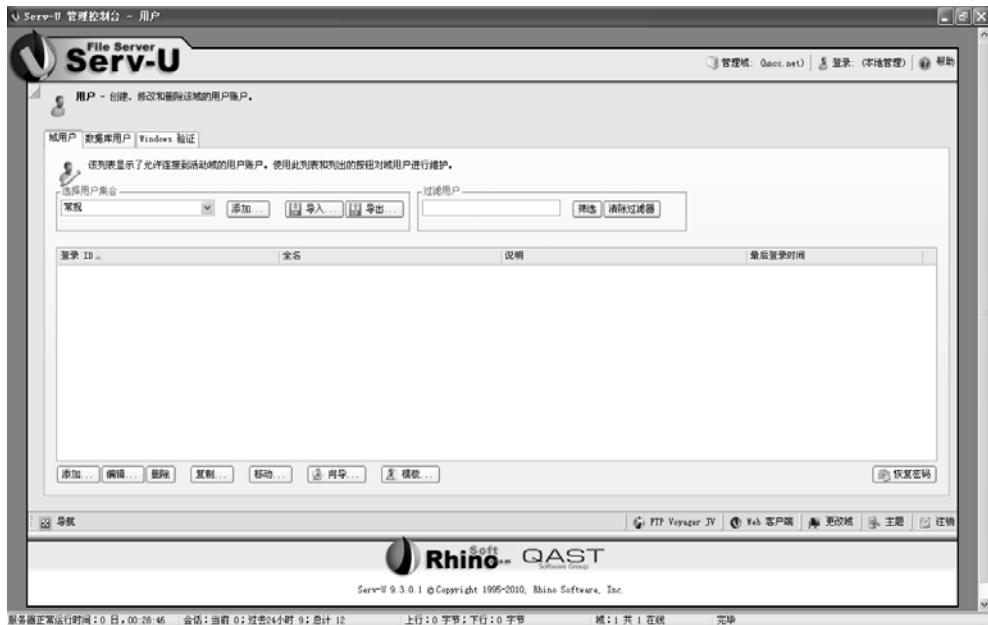 Serv-U 管理控制台 - 用户
File Server
Serv-U
管理域: Qacc.net) 登录: (本地管理) 帮助
用户 - 创建、修改和删除该域的用户账户。
域用户 数据库用户 Windows 验证
该列表显示了允许连接到活动域的用户账户。使用此列表和列出的按钮对域用户进行维护。
选择用户集合 过滤用户
常规 添加... 导入... 导出... 筛选 清除过滤器
登录 ID 全名 说明 最后登录时间
添加... 编辑... 删除 复制... 移动... 向导... 模板... 恢复密码
导航 FTP Voyager JV Web 客户端 更改域 主题 注销
RhinoSoft.com QAST
Software Group
Serv-U 9.3.0.1 ©Copyright 1995-2010, Rhino Software, Inc.
服务器正常运行时间:0 日,00:28:46 会话:当前 0;过去24小时 9;总计 12 上行:0 字节;下行:0 字节 域:1 共 1 在线 完毕